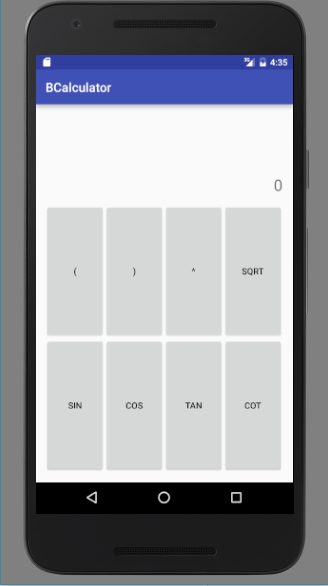 4:35
BCalculator
0
( ) ^ SQRT
SIN COS TAN COT